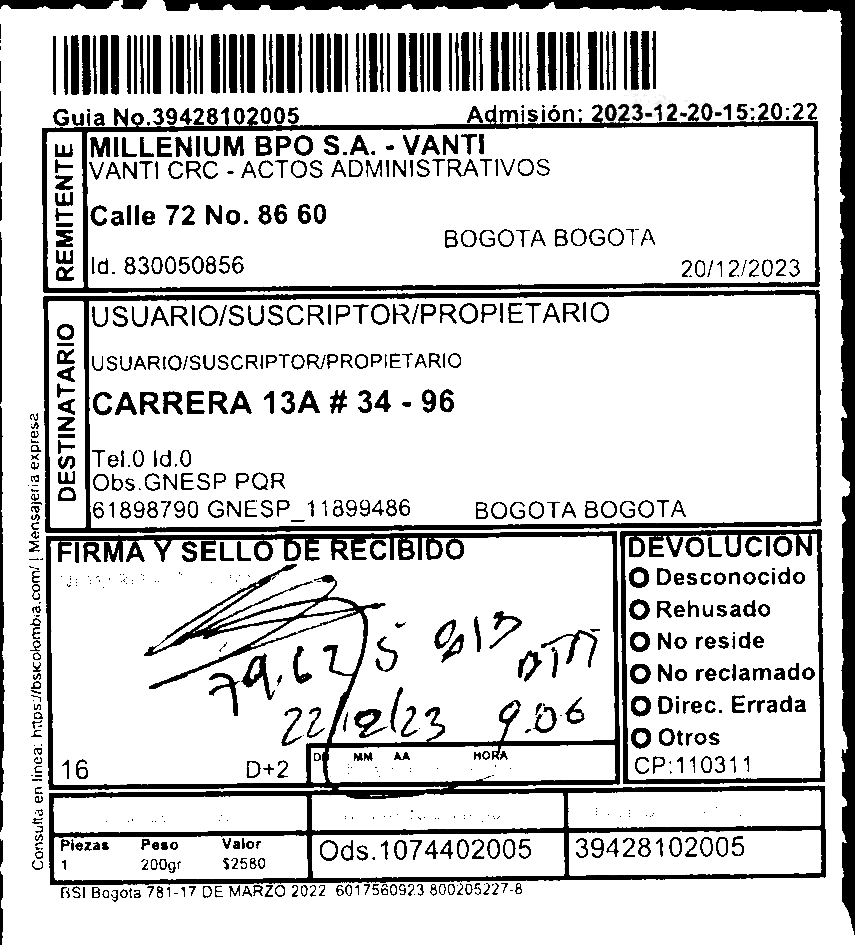 Guia No.39428102005 Admisión: 2023-12-20-15:20:22
REMITENTE
MILLENIUM BPO S.A. - VANTI
VANTI CRC - ACTOS ADMINISTRATIVOS
Calle 72 No. 86 60
BOGOTA BOGOTA
Id. 830050856
20/12/2023
DESTINATARIO
USUARIO/SUSCRIPTOR/PROPIETARIO
USUARIO/SUSCRIPTOR/PROPIETARIO
CARRERA 13A # 34 - 96
Tel.0 Id.0
Obs.GNESP PQR
61898790 GNESP_11899486 BOGOTA BOGOTA
Consulta en linea: https://bsicolombia.com/ | Mensajeria expresa
FIRMA Y SELLO DE RECIBIDO
22/12/23 9:06
16 D+2
DD MM AA HORA
DEVOLUCION
Desconocido
Rehusado
No reside
No reclamado
Direc. Errada
Otros
CP:110311
Piezas Peso Valor
1 200gr $2580
Ods.1074402005
39428102005
BSI Bogota 781-17 DE MARZO 2022 6017560923 800205227-8